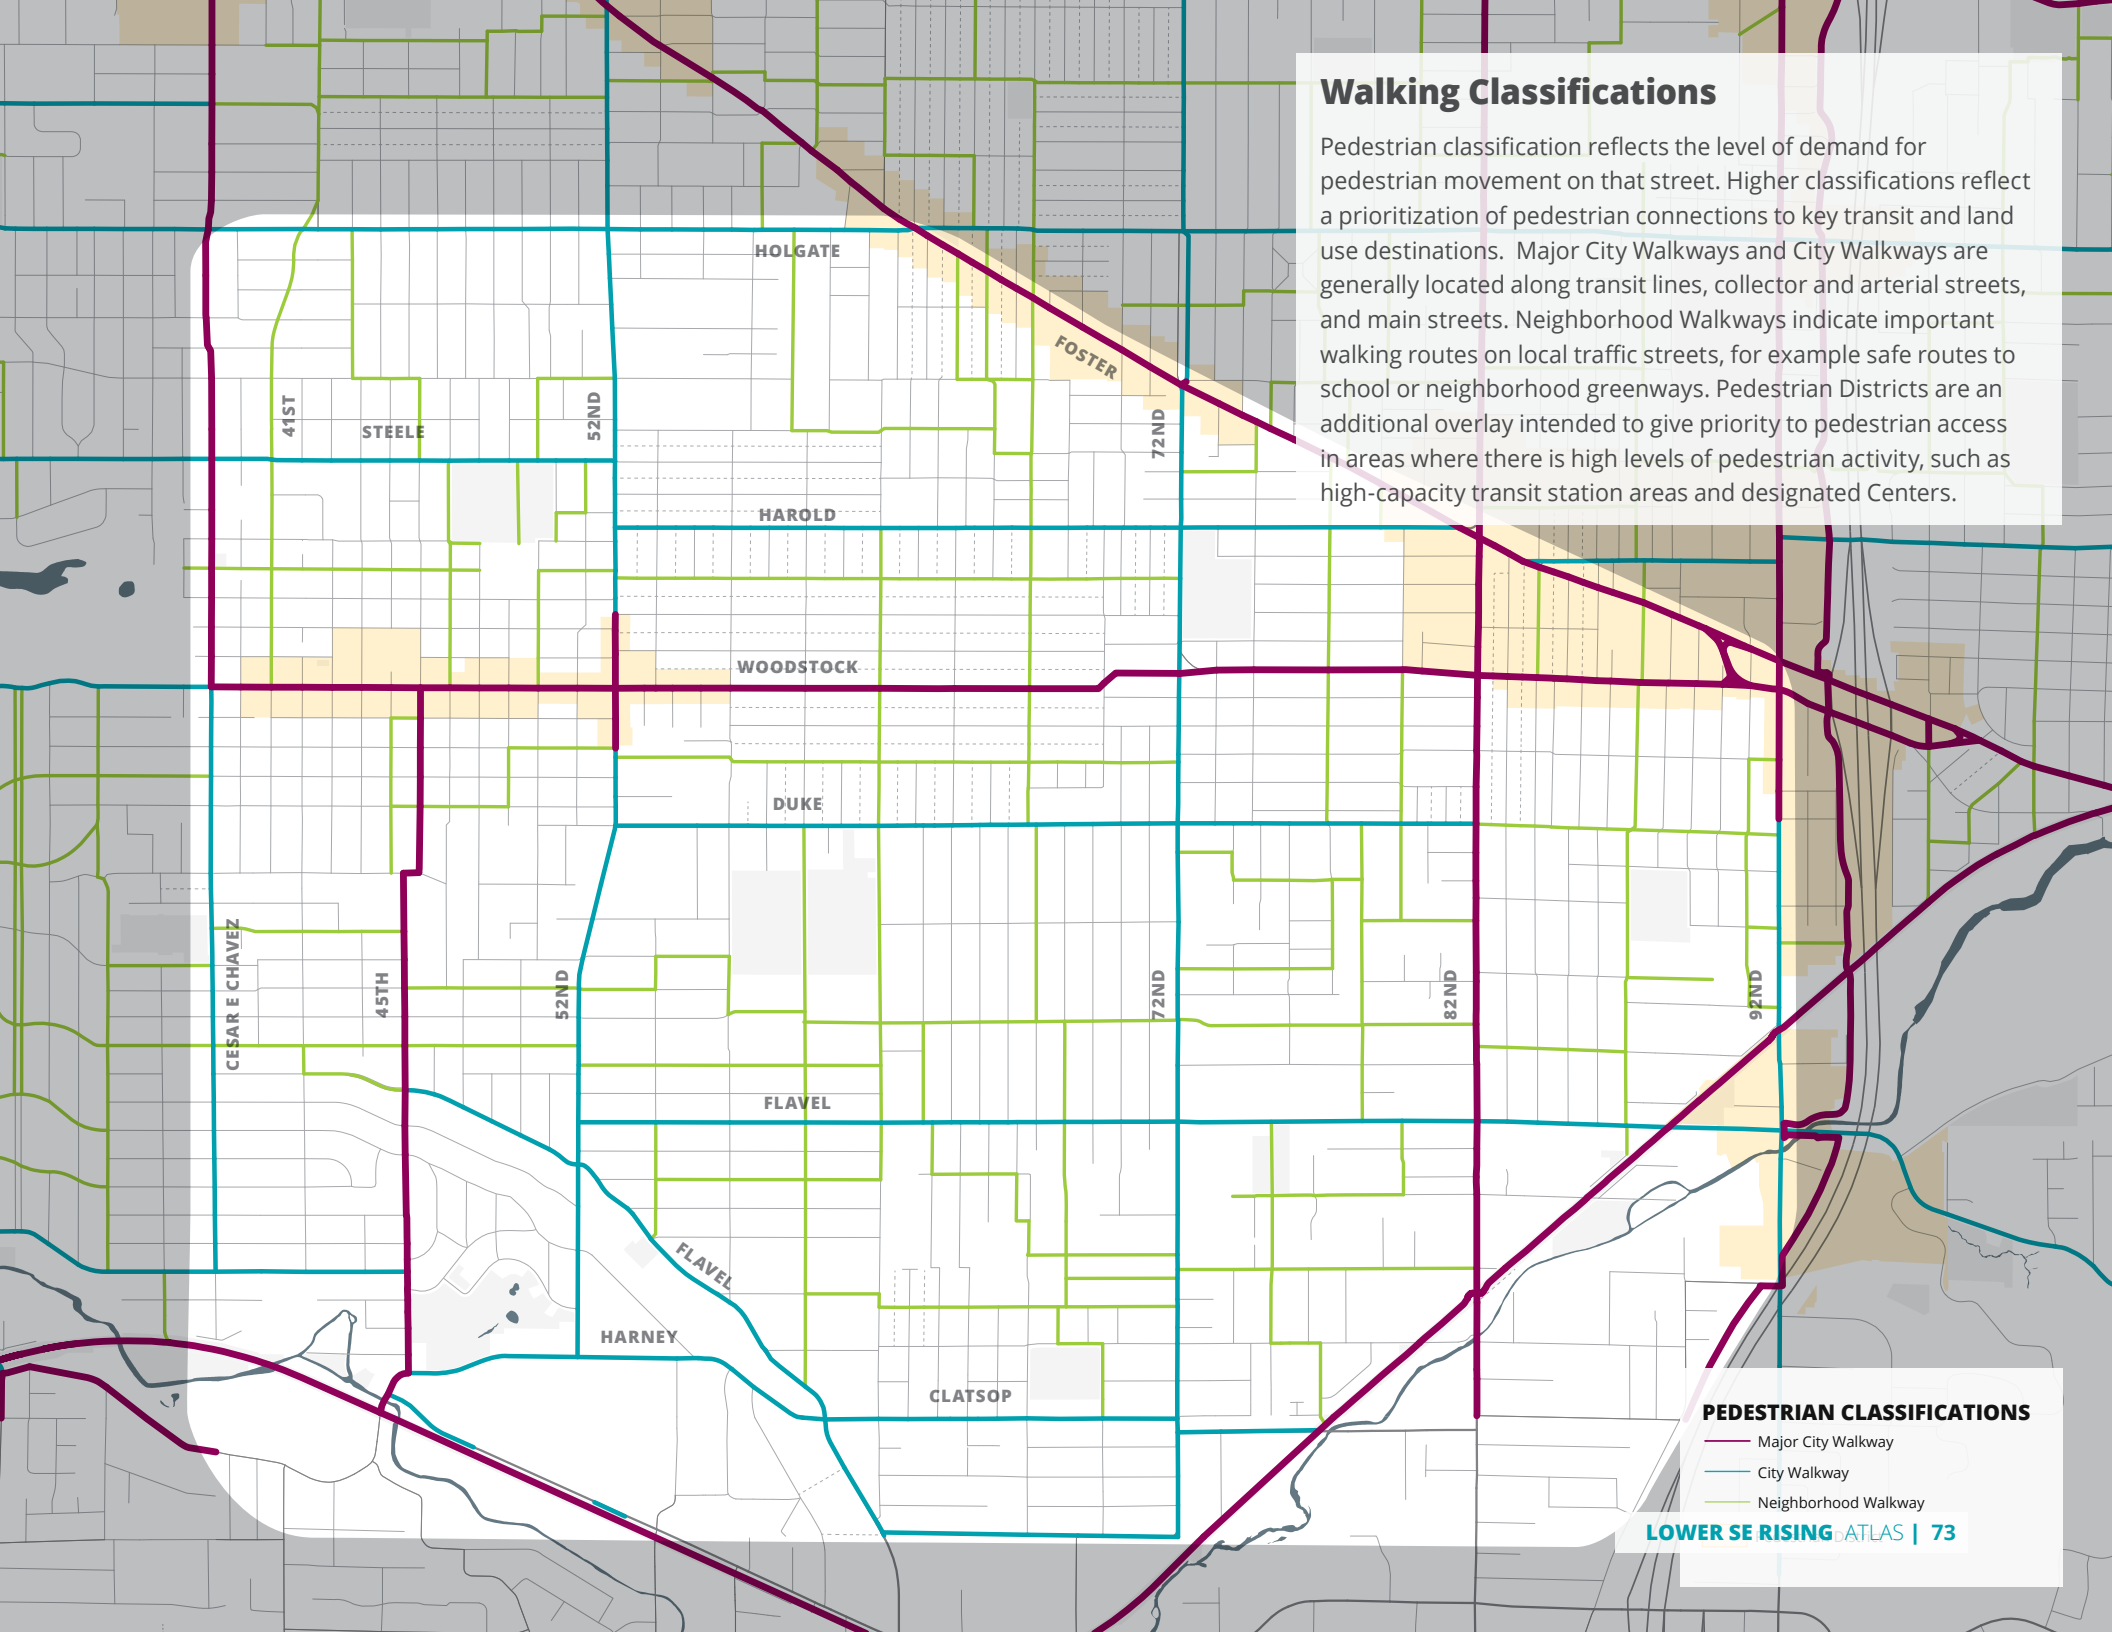 Walking Classifications
Pedestrian classification reflects the level of demand for
pedestrian movement on that street. Higher classifications reflect
a prioritization of pedestrian connections to key transit and land
use destinations.  Major City Walkways and City Walkways are
generally located along transit lines, collector and arterial streets,
and main streets. Neighborhood Walkways indicate important
walking routes on local traffic streets, for example safe routes to
school or neighborhood greenways. Pedestrian Districts are an
additional overlay intended to give priority to pedestrian access
in areas where there is high levels of pedestrian activity, such as
high-capacity transit station areas and designated Centers.
HOLGATE
FOSTER
41ST
STEELE
52ND
72ND
HAROLD
WOODSTOCK
DUKE
CESAR E CHAVEZ
45TH
52ND
72ND
82ND
92ND
FLAVEL
FLAVEL
HARNEY
CLATSOP
PEDESTRIAN CLASSIFICATIONS
Major City Walkway
City Walkway
Neighborhood Walkway
LOWER SE RISING ATLAS | 73